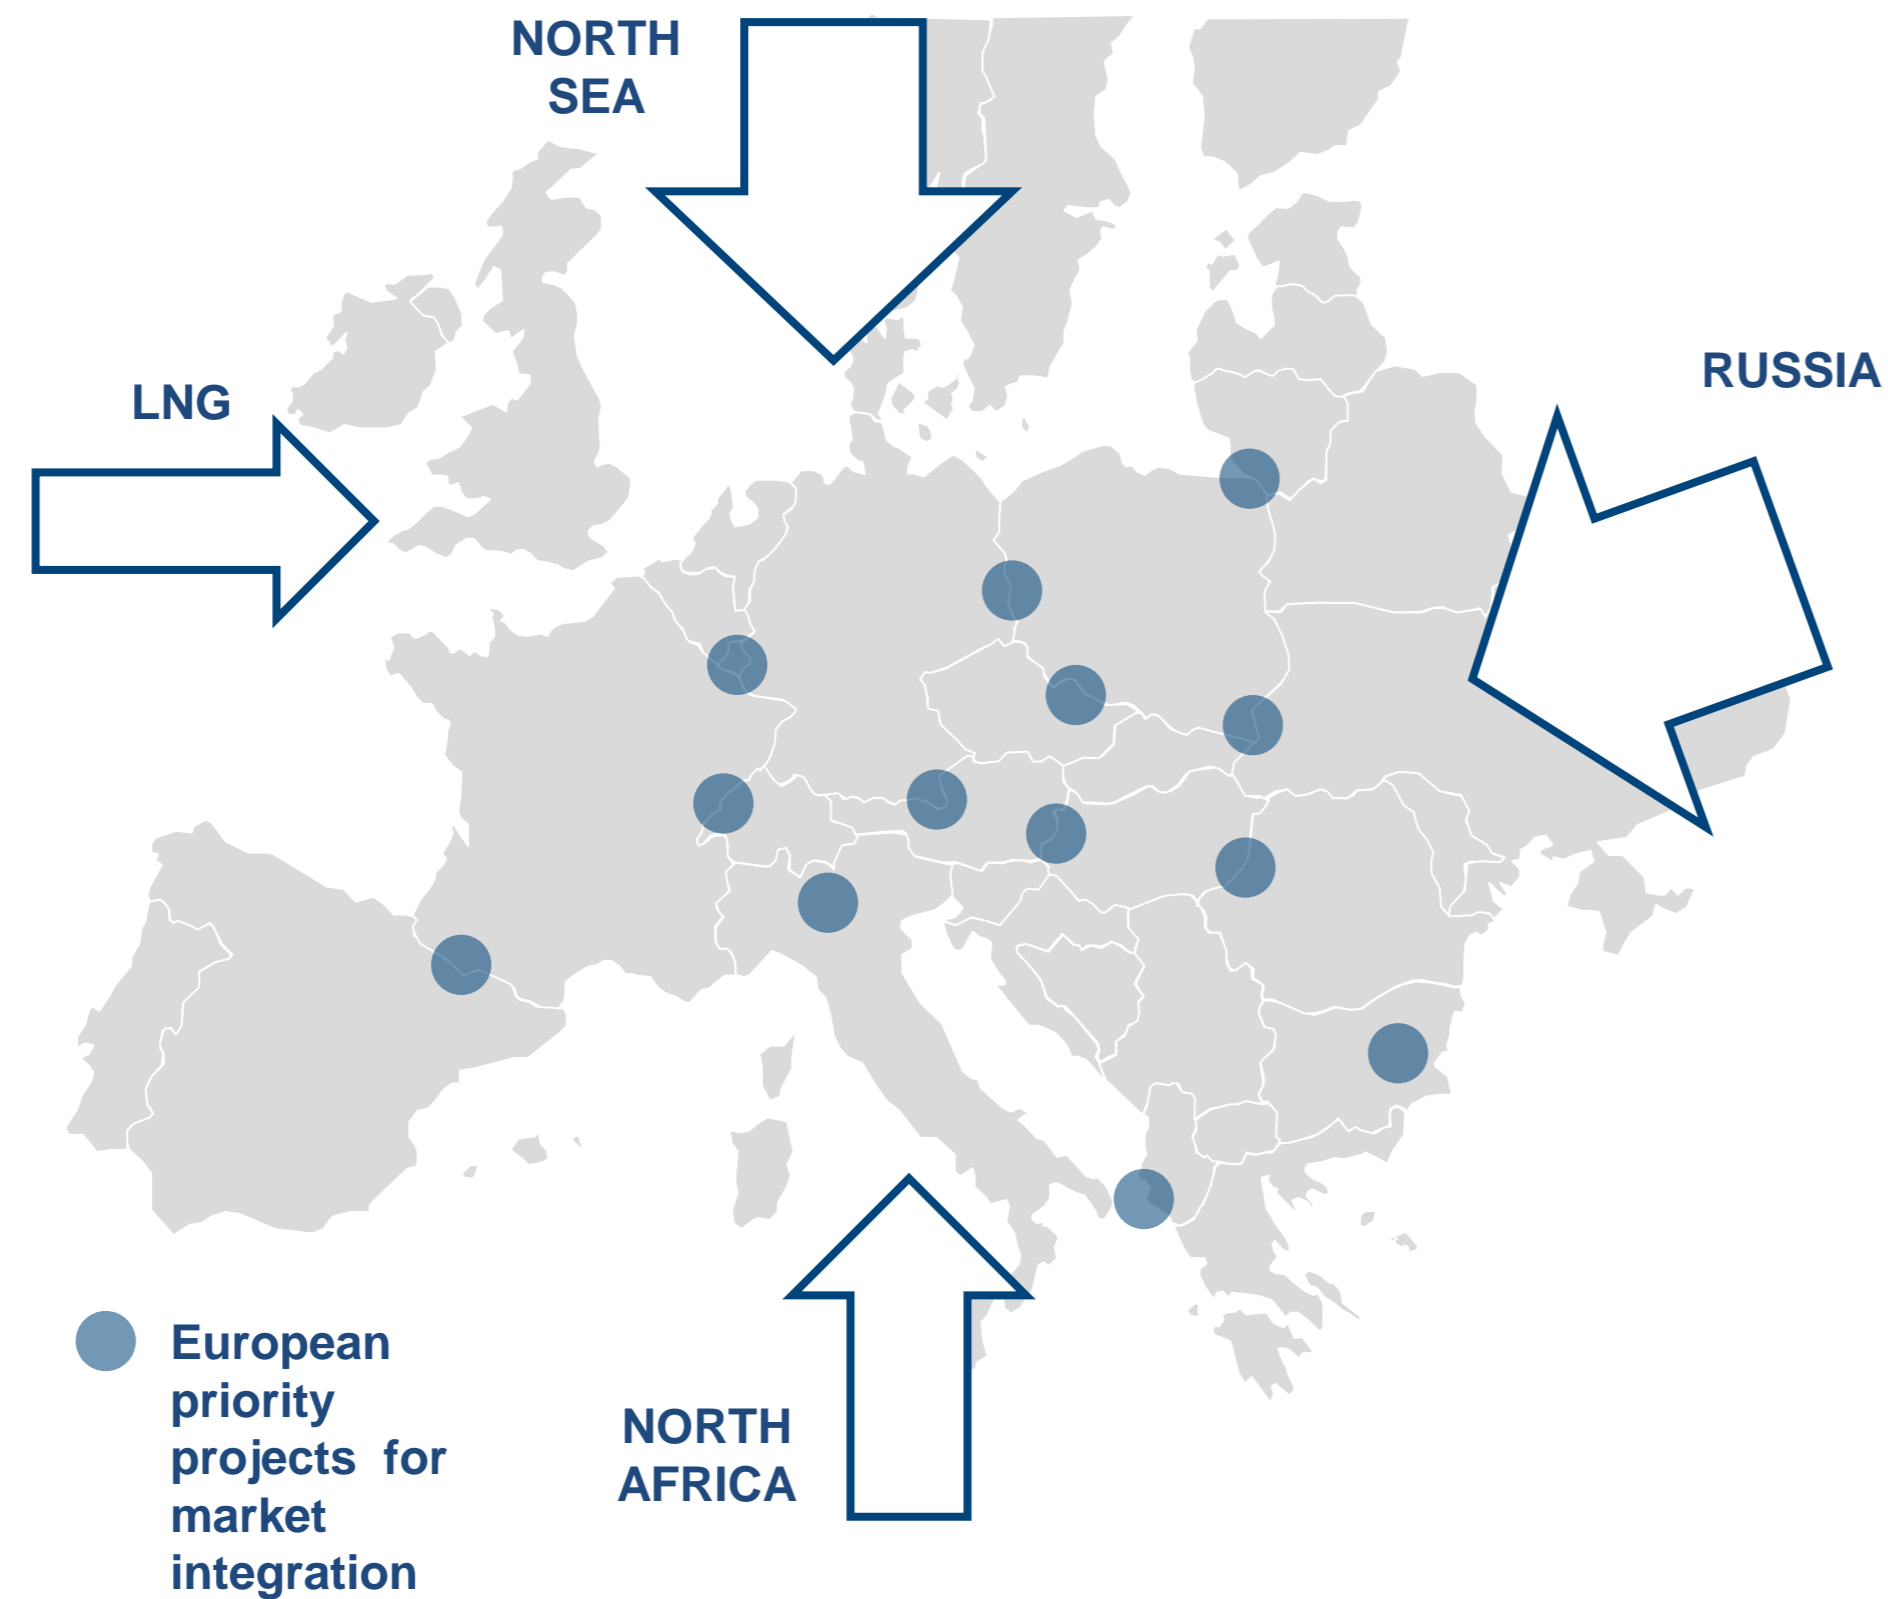 NORTH
SEA
RUSSIA
LNG
European
priority
projects for
market
integration
NORTH
AFRICA